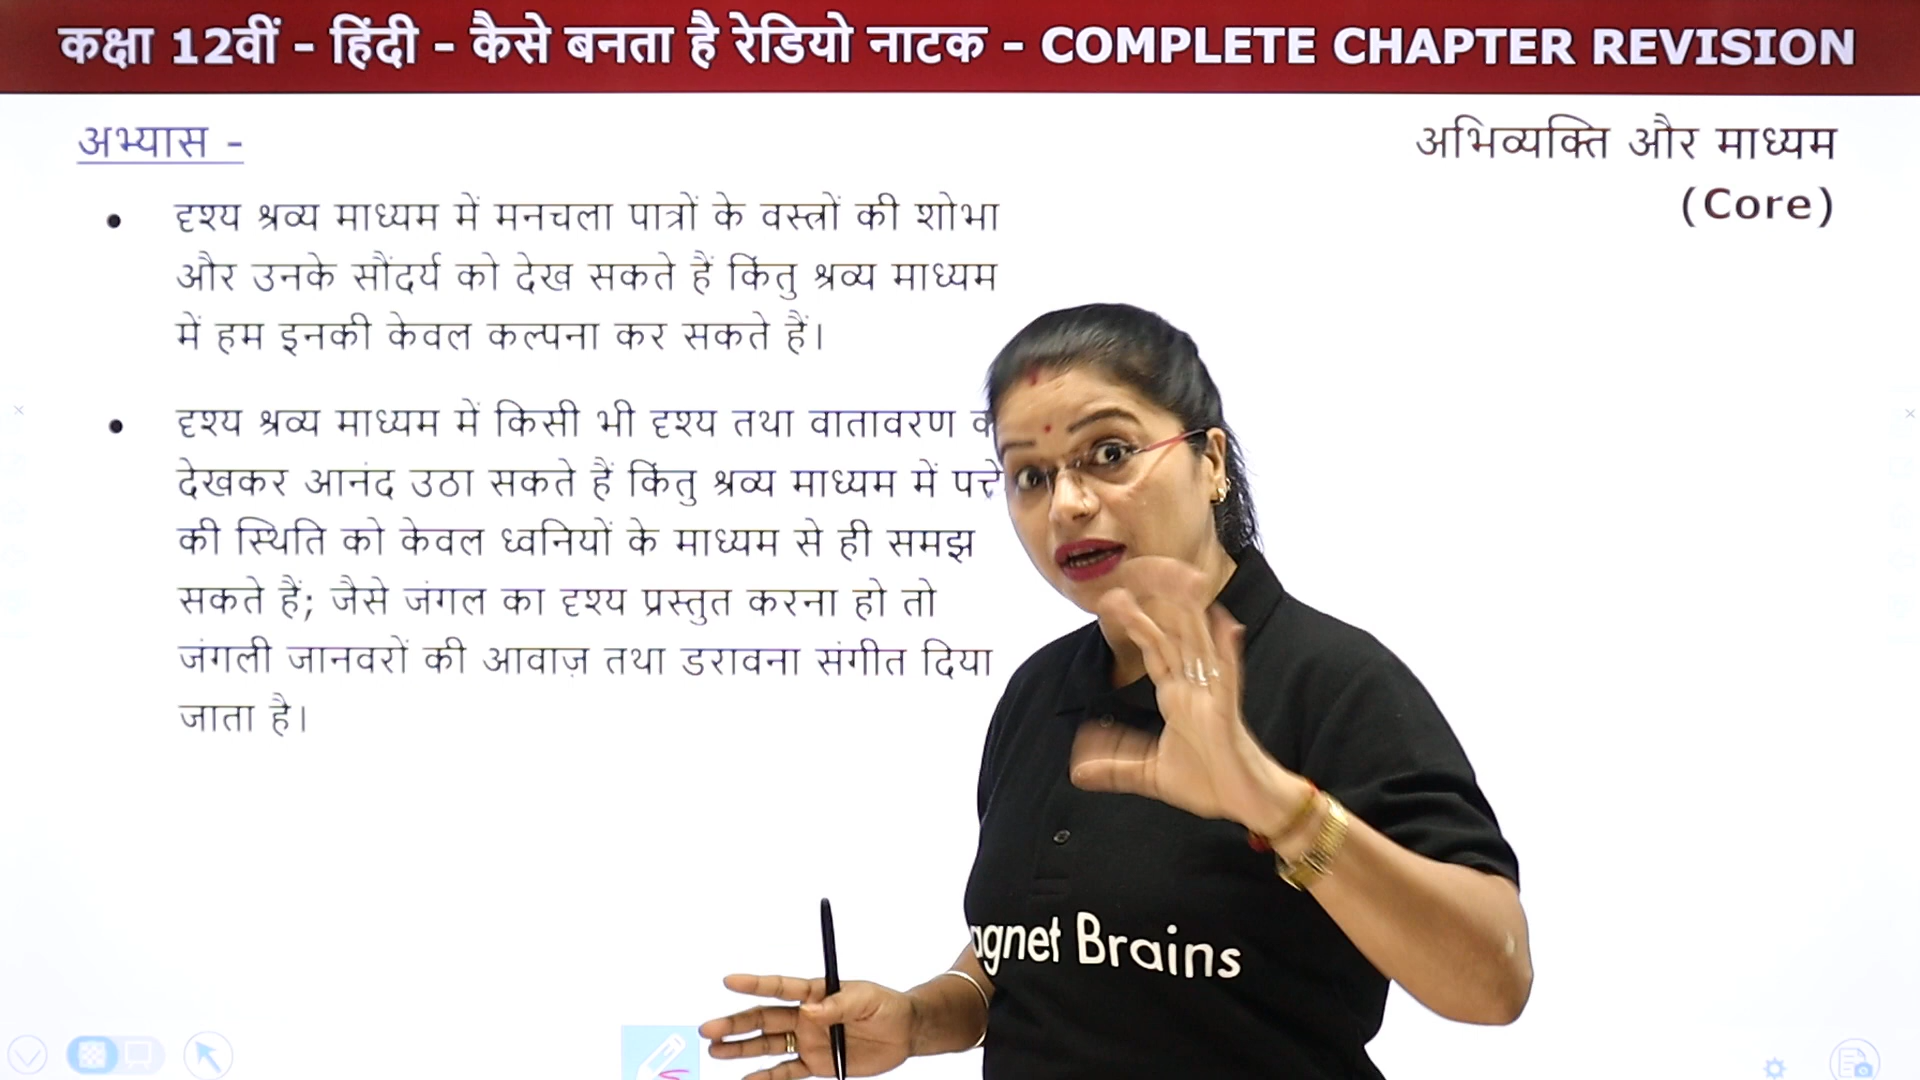 कक्षा 12वीं - हिंदी - कैसे बनता है रेडियो नाटक - COMPLETE CHAPTER REVISION
अभ्यास -
अभिव्यक्ति और माध्यम
(Core)
• दृश्य श्रव्य माध्यम में मनचला पात्रों के वस्त्रों की शोभा
और उनके सौंदर्य को देख सकते हैं किंतु श्रव्य माध्यम
में हम इनकी केवल कल्पना कर सकते हैं।
• दृश्य श्रव्य माध्यम में किसी भी दृश्य तथा वातावरण
देखकर आनंद उठा सकते हैं किंतु श्रव्य माध्यम में
की स्थिति को केवल ध्वनियों के माध्यम से ही समझ
सकते हैं; जैसे जंगल का दृश्य प्रस्तुत करना हो तो
जंगली जानवरों की आवाज़ तथा डरावना संगीत दिया
जाता है।
agnet Brains